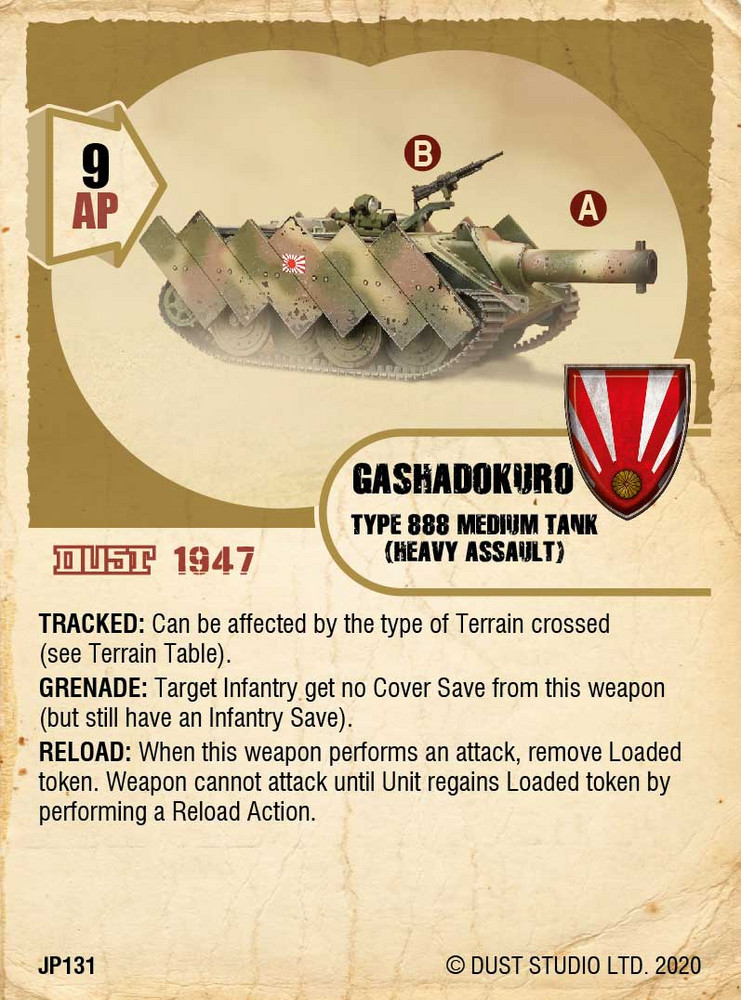 9
AP
B
A
GASHADOKURO
TYPE 888 MEDIUM TANK
(HEAVY ASSAULT)
DUST 1947
TRACKED: Can be affected by the type of Terrain crossed
(see Terrain Table).
GRENADE: Target Infantry get no Cover Save from this weapon
(but still have an Infantry Save).
RELOAD: When this weapon performs an attack, remove Loaded
token. Weapon cannot attack until Unit regains Loaded token by
performing a Reload Action.
JP131
© DUST STUDIO LTD. 2020